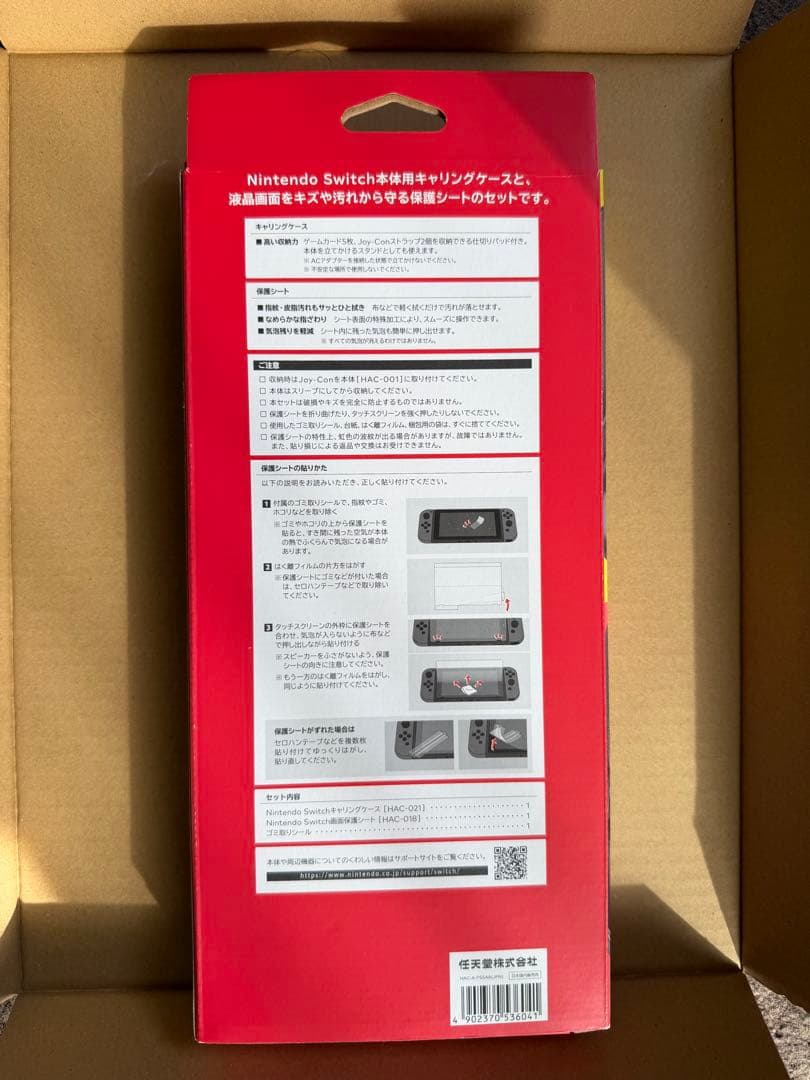 Nintendo Switch本体用キャリングケースと、
液晶画面をキズや汚れから守る保護シートのセットです。
キャリングケース
■高い収納力 ゲームカード5枚、Joy-Conストラップ2個を収納できる仕切りパッド付き。
本体を立てかけるスタンドとしても使えます。
※ACアダプターを接続した状態で立てかけないでください。
※不安定な場所で使用しないでください。
保護シート
■指紋・皮脂汚れもサッとひと拭き 布などで軽く拭くだけで汚れが落とせます。
■なめらかな指ざわり シート表面の特殊加工により、スムーズに操作できます。
■気泡残りを軽減 シート内に残った気泡も簡単に押し出せます。
※すべての気泡が消えるわけではありません。
ご注意
□ 収納時はJoy-Conを本体[HAC-001]に取り付けてください。
□ 本体はスリープにしてから収納してください。
□ 本セットは破損やキズを完全に防止するものではありません。
□ 保護シートを折り曲げたり、タッチスクリーンを強く押したりしないでください。
□ 使用したゴミ取りシール、台紙、はく離フィルム、梱包用の袋は、すぐに捨ててください。
□ 保護シートの特性上、虹色の波紋が出る場合がありますが、故障ではありません。
また、貼り損じによる返品や交換はお受けできません。
保護シートの貼りかた
以下の説明をお読みいただき、正しく貼り付けてください。
1 付属のゴミ取りシールで、指紋やゴミ、
ホコリなどを取り除く
※ゴミやホコリの上から保護シートを
貼ると、すき間に残った空気が本体
の熱でふくらんで気泡になる場合が
あります。
2 はく離フィルムの片方をはがす
※保護シートにゴミなどが付いた場合
は、セロハンテープなどで取り除い
てください。
3 タッチスクリーンの外枠に保護シートを
合わせ、気泡が入らないように布など
で押し出しながら貼り付ける
※スピーカーをふさがないよう、保護
シートの向きに注意してください。
※もう一方のはく離フィルムをはがし、
同じように貼り付けてください。
保護シートがずれた場合は
セロハンテープなどを複数枚
貼り付けてゆっくりはがし、
貼り直してください。
セット内容
Nintendo Switchキャリングケース [HAC-021] ・・・・・・・・・・・・・・・・・・ 1
Nintendo Switch画面保護シート [HAC-018] ・・・・・・・・・・・・・・・・・・・ 1
ゴミ取りシール ・・・・・・・・・・・・・・・・・・・・・・・・・・・・・・・・・・・・・ 1
本体や周辺機器についてのくわしい情報はサポートサイトをご覧ください。
https://www.nintendo.co.jp/support/switch/
任天堂株式会社
日本国内専用
4 902370 536041